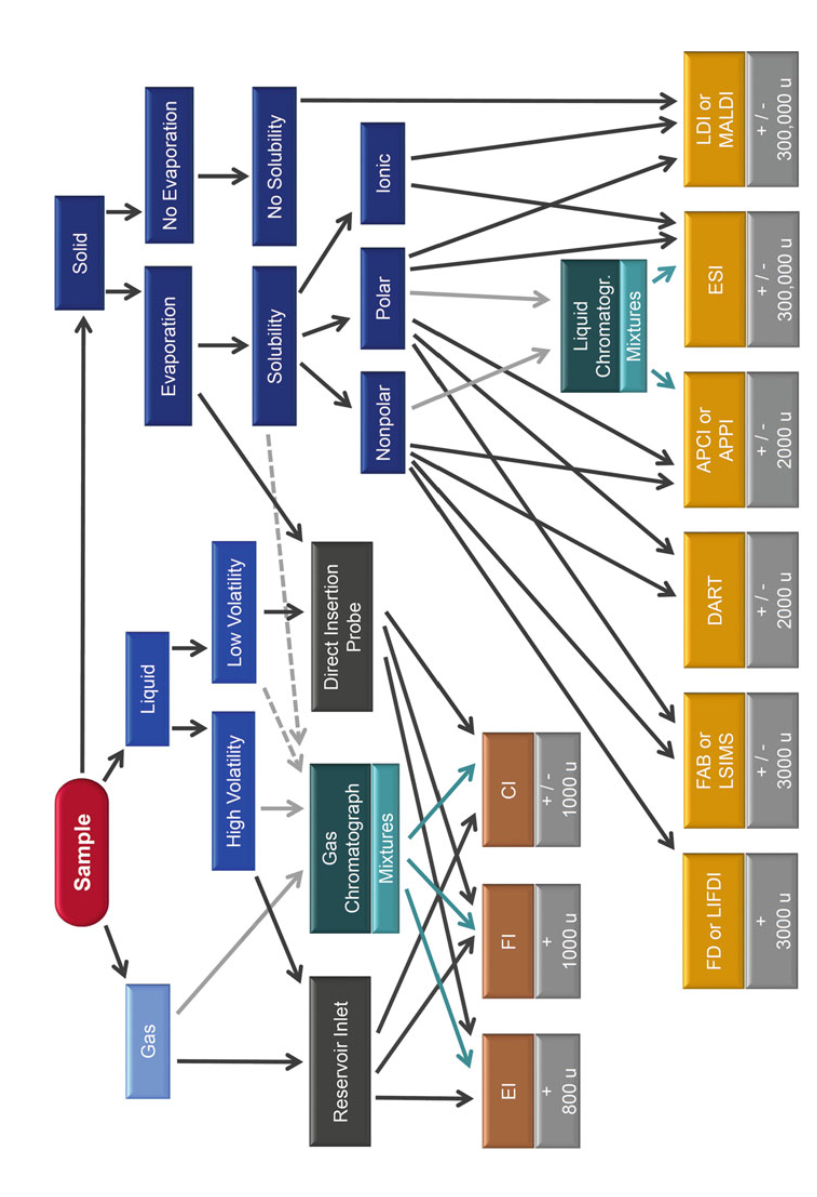 Sample
Gas
Liquid
Solid
High Volatility
Low Volatility
Evaporation
No Evaporation
Solubility
No Solubility
Reservoir Inlet
Gas
Chromatograph
Mixtures
Direct Insertion
Probe
Nonpolar
Polar
Ionic
EI
+
800 u
FI
+
1000 u
CI
+ / -
1000 u
Liquid
Chromatogr.
Mixtures
FD or LIFDI
+
3000 u
FAB or
LSIMS
+ / -
3000 u
DART
+ / -
2000 u
APCI or
APPI
+ / -
2000 u
ESI
+ / -
300,000 u
LDI or
MALDI
+ / -
300,000 u